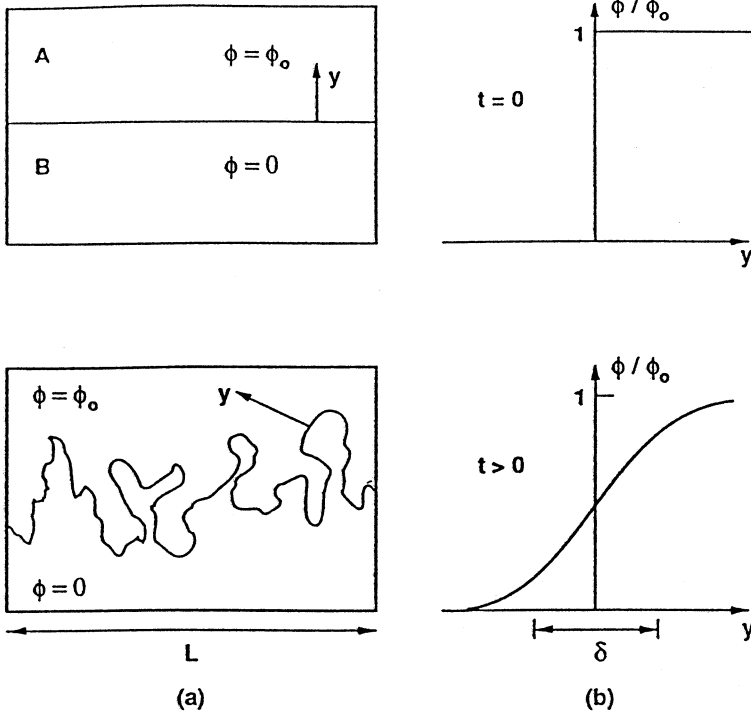 A
ϕ = ϕₒ
y
B
ϕ = 0
ϕ / ϕₒ
1
t = 0
y
ϕ = ϕₒ
y
ϕ = 0
L
(a)
ϕ / ϕₒ
1
t > 0
y
δ
(b)